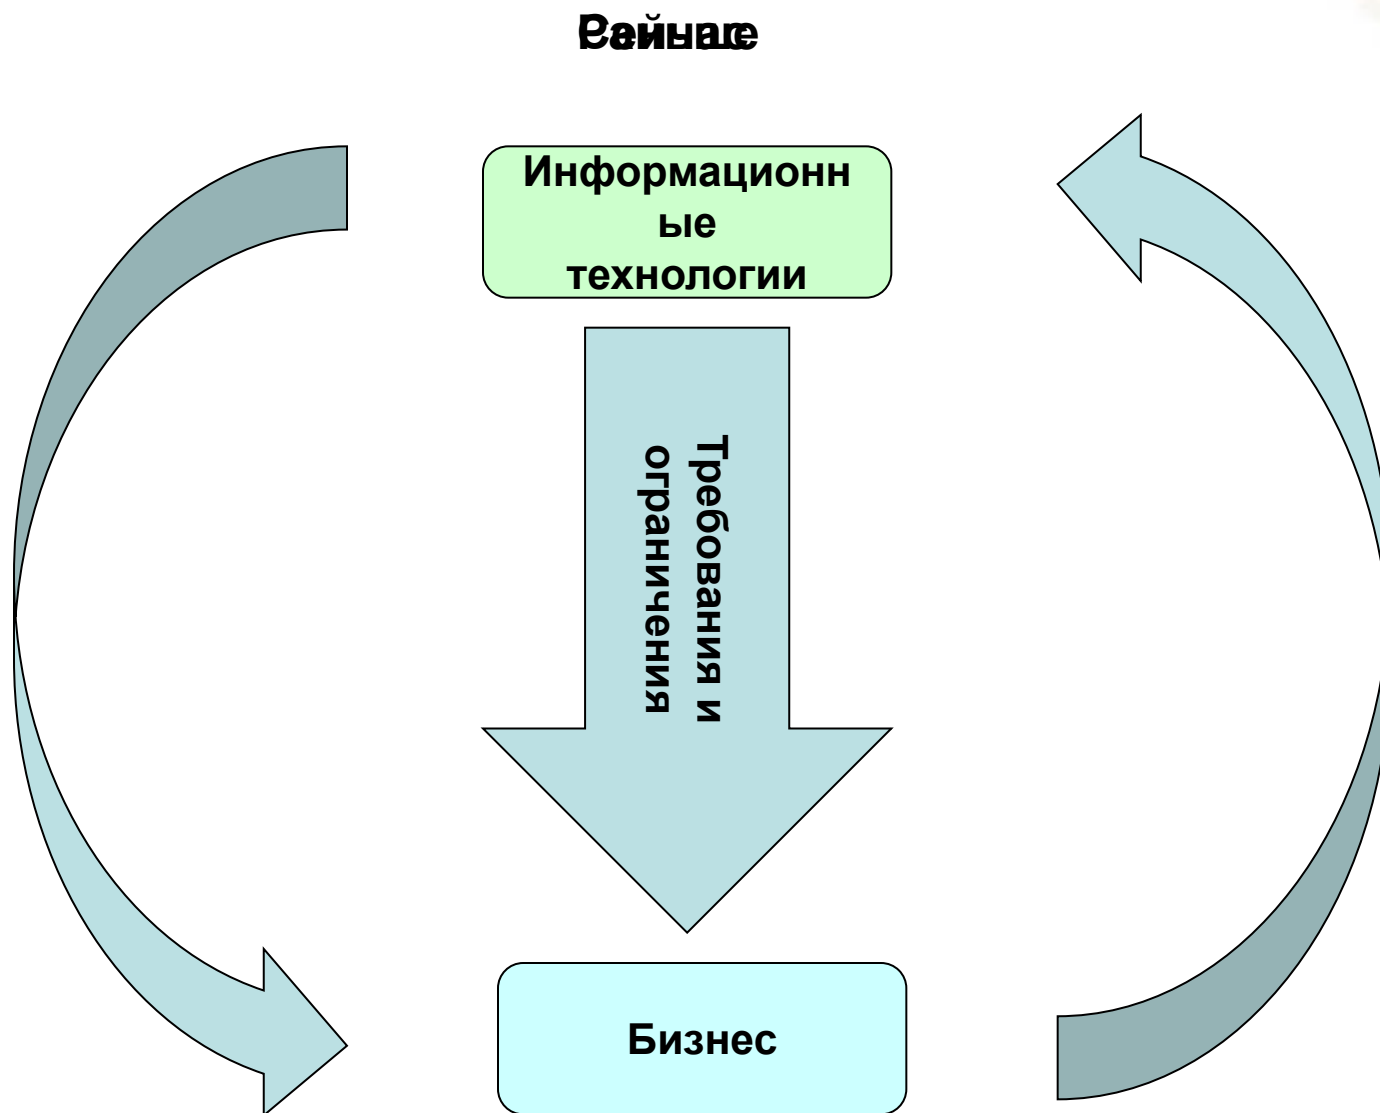 Информационн
ые
технологии
Требования и
ограничения
Бизнес